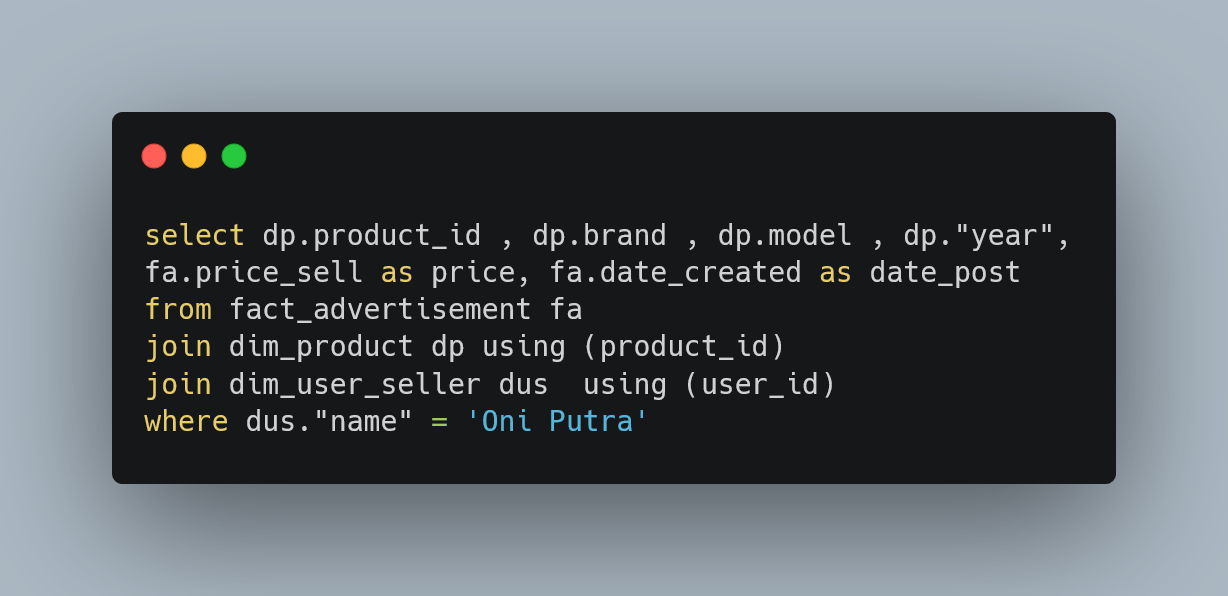 select dp.product_id , dp.brand , dp.model , dp."year",
fa.price_sell as price, fa.date_created as date_post
from fact_advertisement fa
join dim_product dp using (product_id)
join dim_user_seller dus  using (user_id)
where dus."name" = 'Oni Putra'